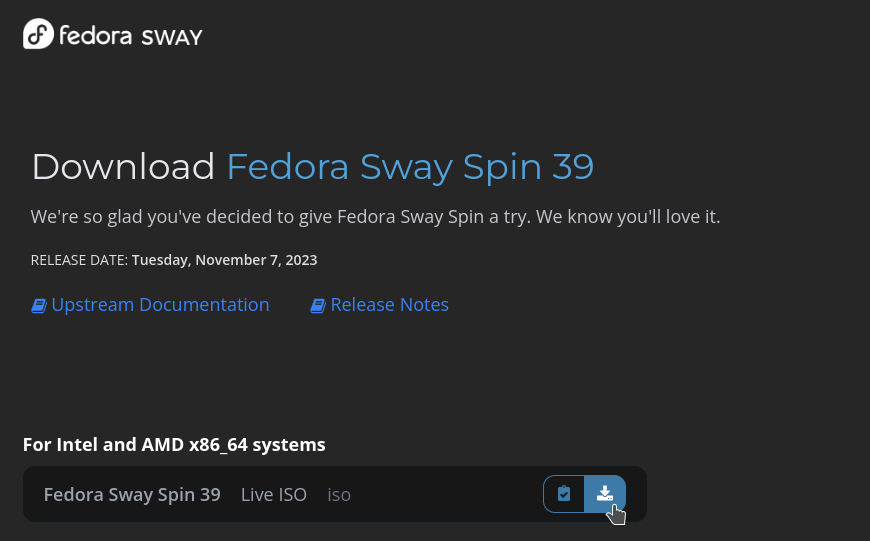 fedora SWAY
Download Fedora Sway Spin 39
We're so glad you've decided to give Fedora Sway Spin a try. We know you'll love it.
RELEASE DATE: Tuesday, November 7, 2023
Upstream Documentation Release Notes
For Intel and AMD x86_64 systems
Fedora Sway Spin 39 Live ISO iso